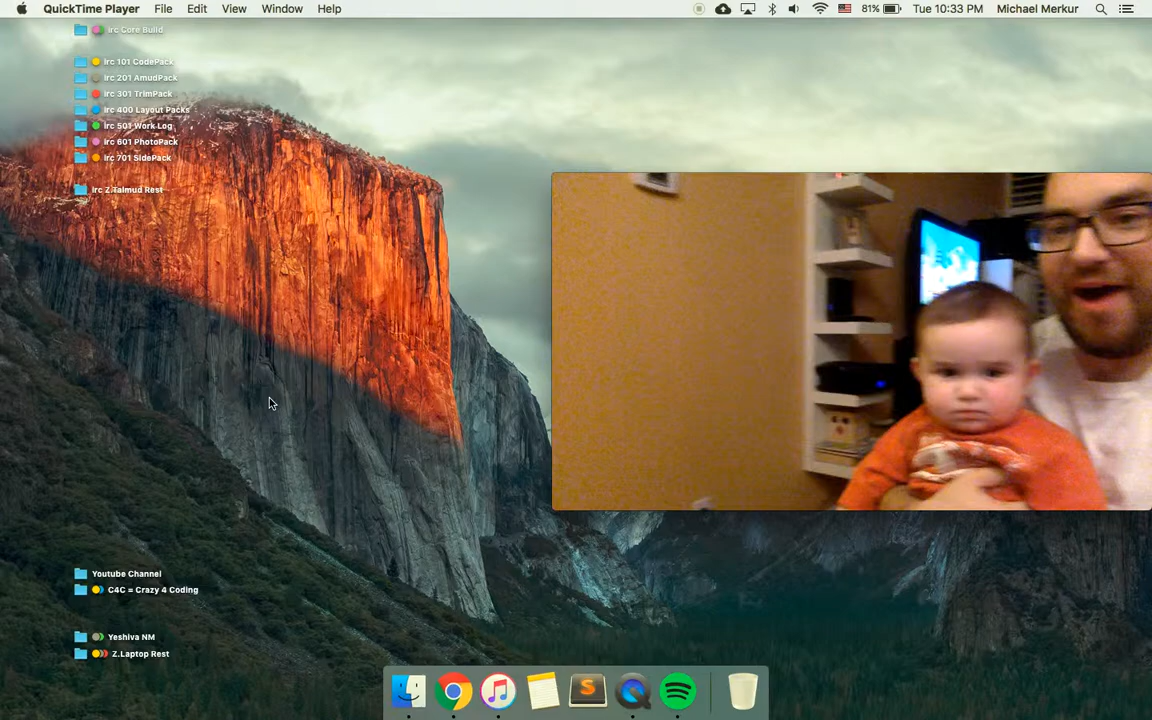 QuickTime Player File Edit View Window Help 81% Tue 10:33 PM Michael Merkur
irc Core Build
irc 101 CodePack
irc 201 AmudPack
irc 301 TrimPack
irc 400 Layout Packs
irc 501 Work Log
irc 601 PhotoPack
irc 701 SidePack
irc Z.Talmud Rest
Youtube Channel
C4C = Crazy 4 Coding
Yeshiva NM
Z.Laptop Rest